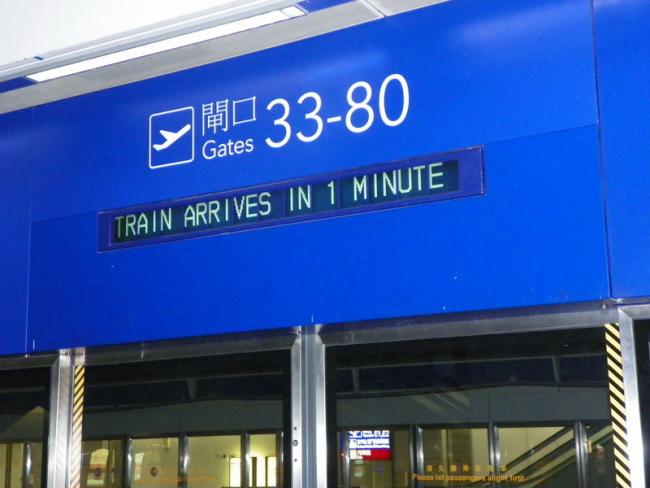 閘口 33-80
Gates
TRAIN ARRIVES IN 1 MINUTE
Please let passengers alight first